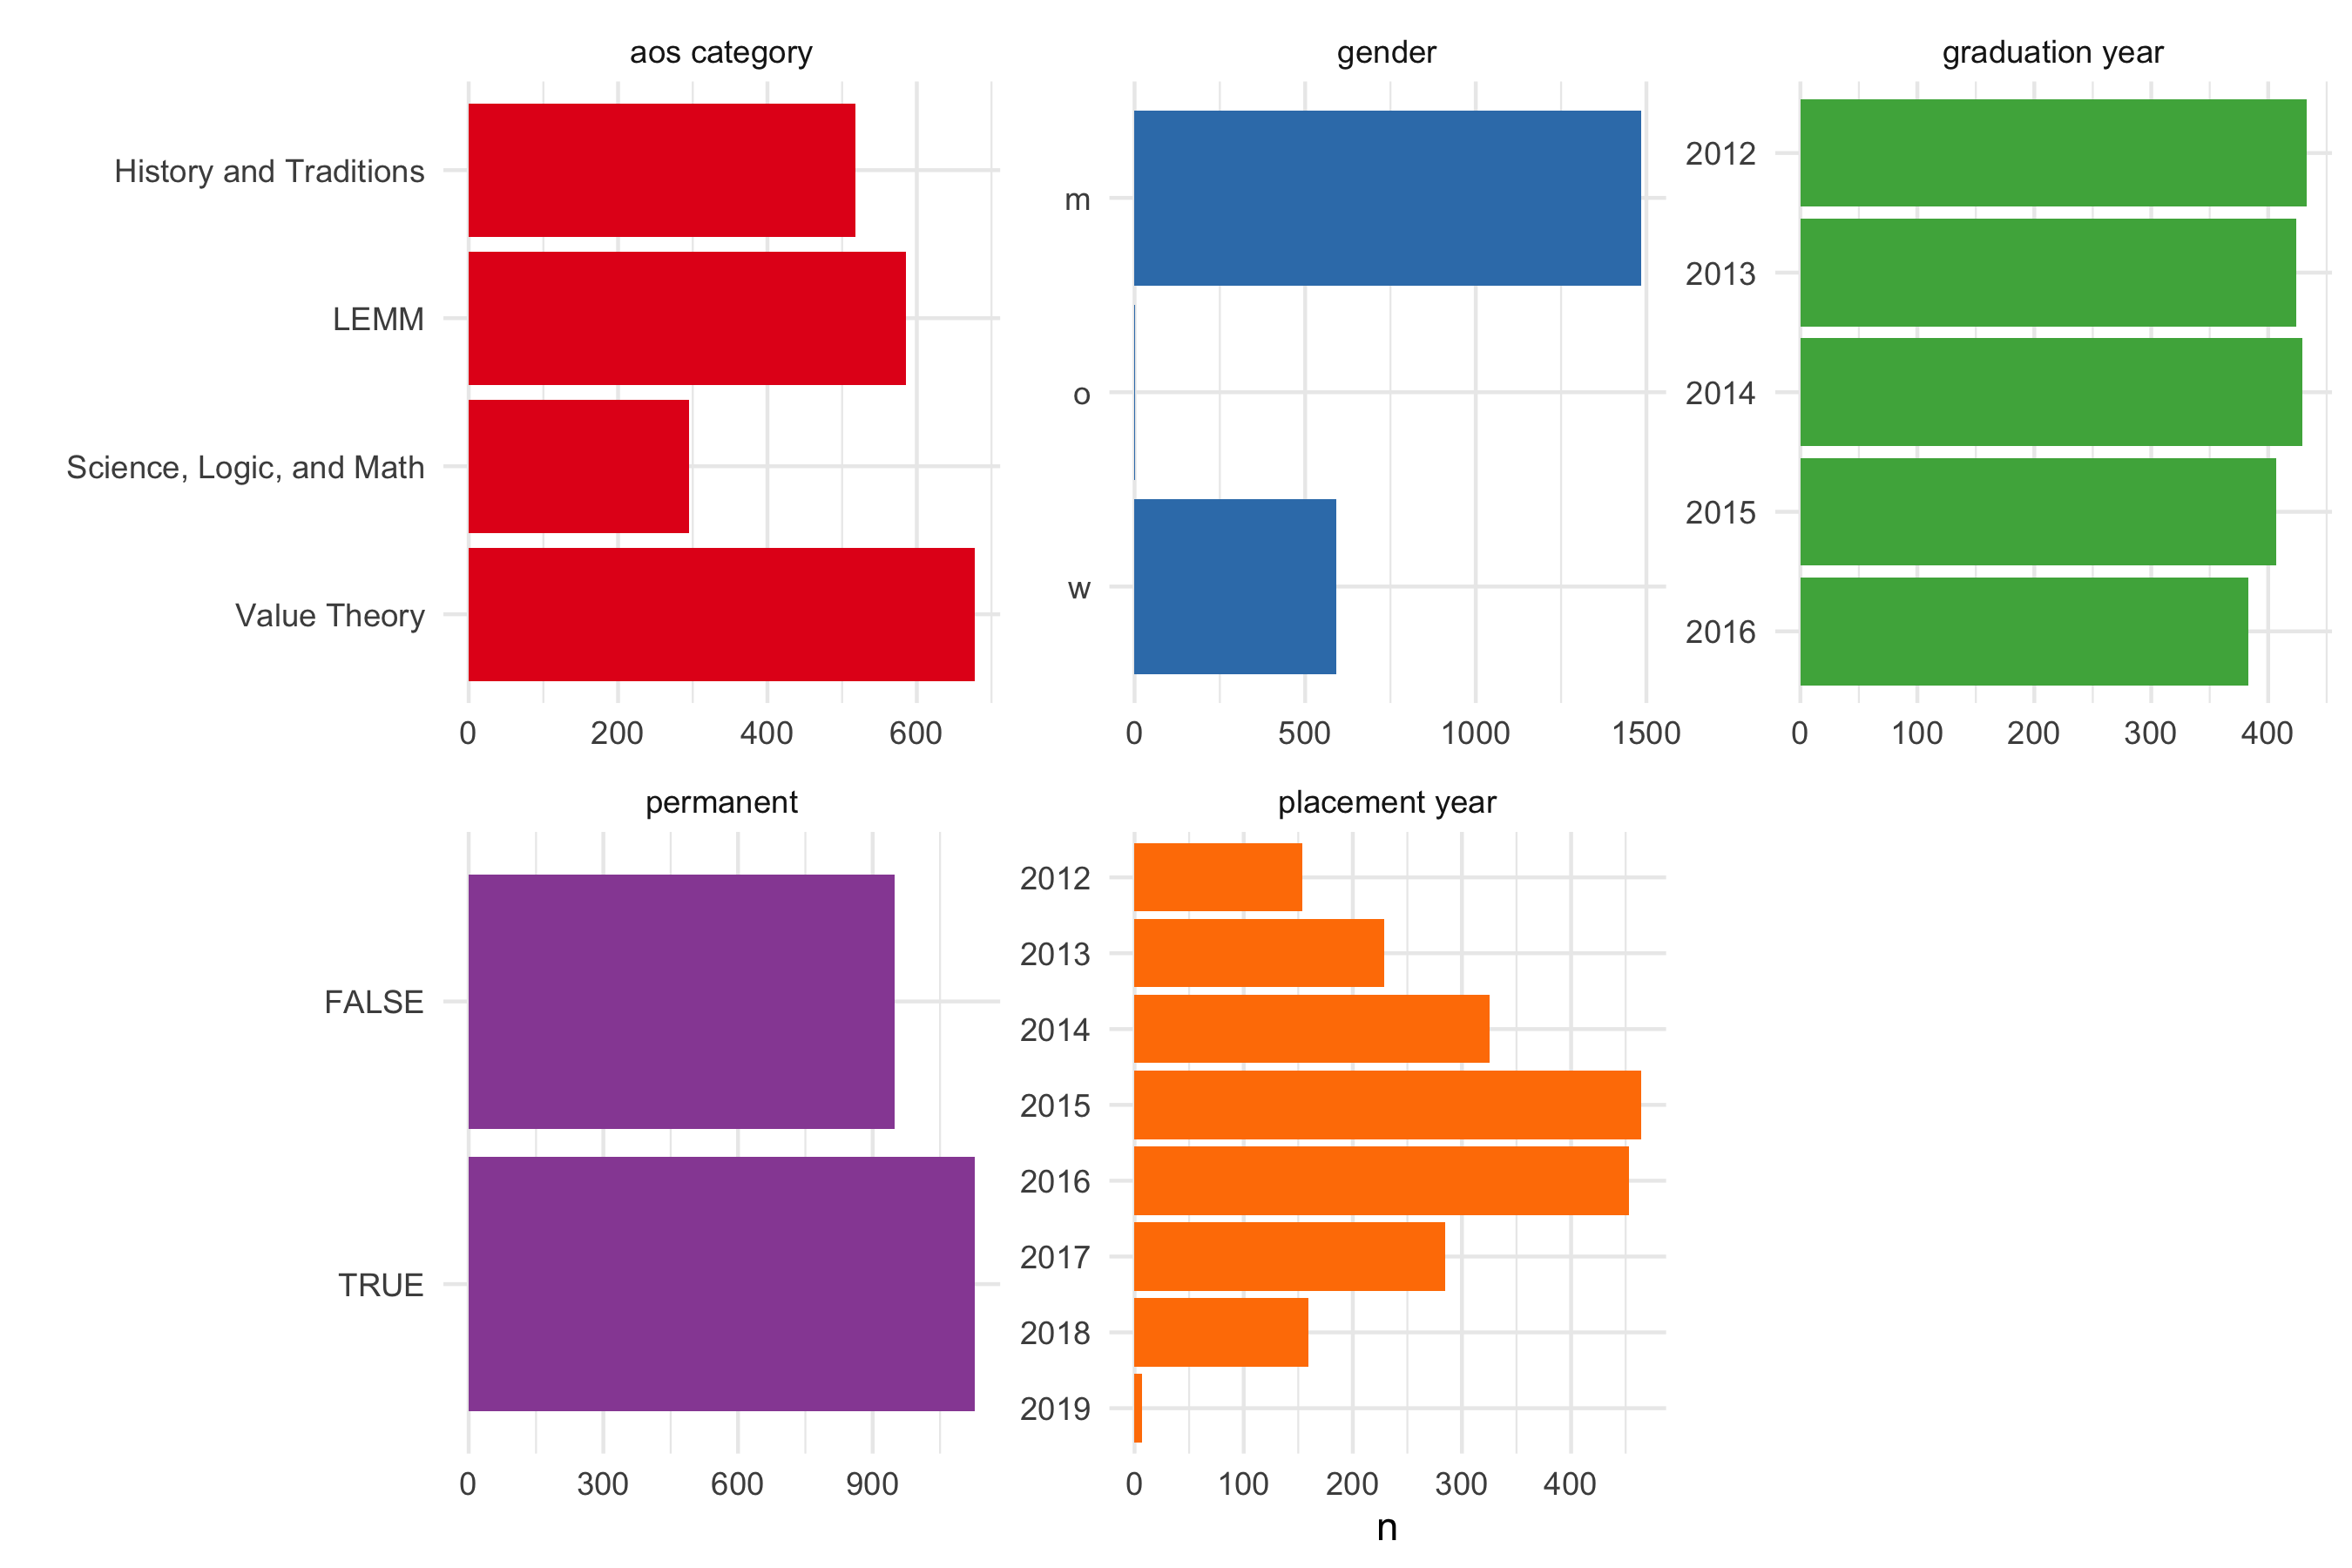 aos category
History and Traditions
LEMM
Science, Logic, and Math
Value Theory
0 200 400 600
gender
m
o
w
0 500 1000 1500
graduation year
2012
2013
2014
2015
2016
0 100 200 300 400
permanent
FALSE
TRUE
0 300 600 900
placement year
2012
2013
2014
2015
2016
2017
2018
2019
0 100 200 300 400
n